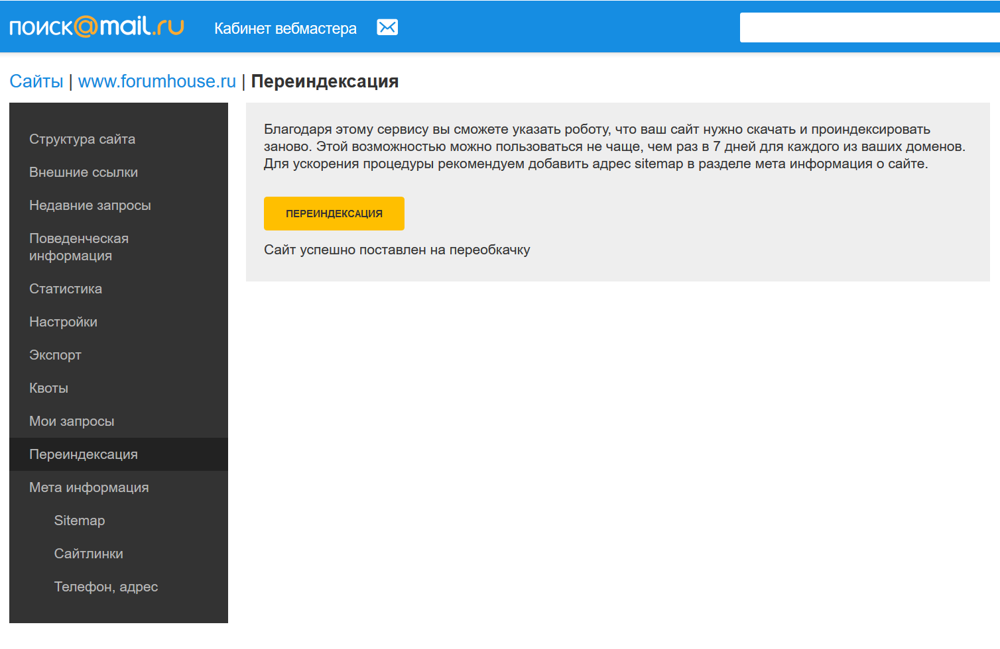 поиск@mail.ru Кабинет вебмастера
Сайты | www.forumhouse.ru | Переиндексация
Структура сайта
Внешние ссылки
Недавние запросы
Поведенческая
информация
Статистика
Настройки
Экспорт
Квоты
Мои запросы
Переиндексация
Мета информация
Sitemap
Сайтлинки
Телефон, адрес
Благодаря этому сервису вы сможете указать роботу, что ваш сайт нужно скачать и проиндексировать
заново. Этой возможностью можно пользоваться не чаще, чем раз в 7 дней для каждого из ваших доменов.
Для ускорения процедуры рекомендуем добавить адрес sitemap в разделе мета информация о сайте.
ПЕРЕИНДЕКСАЦИЯ
Сайт успешно поставлен на переобкачку